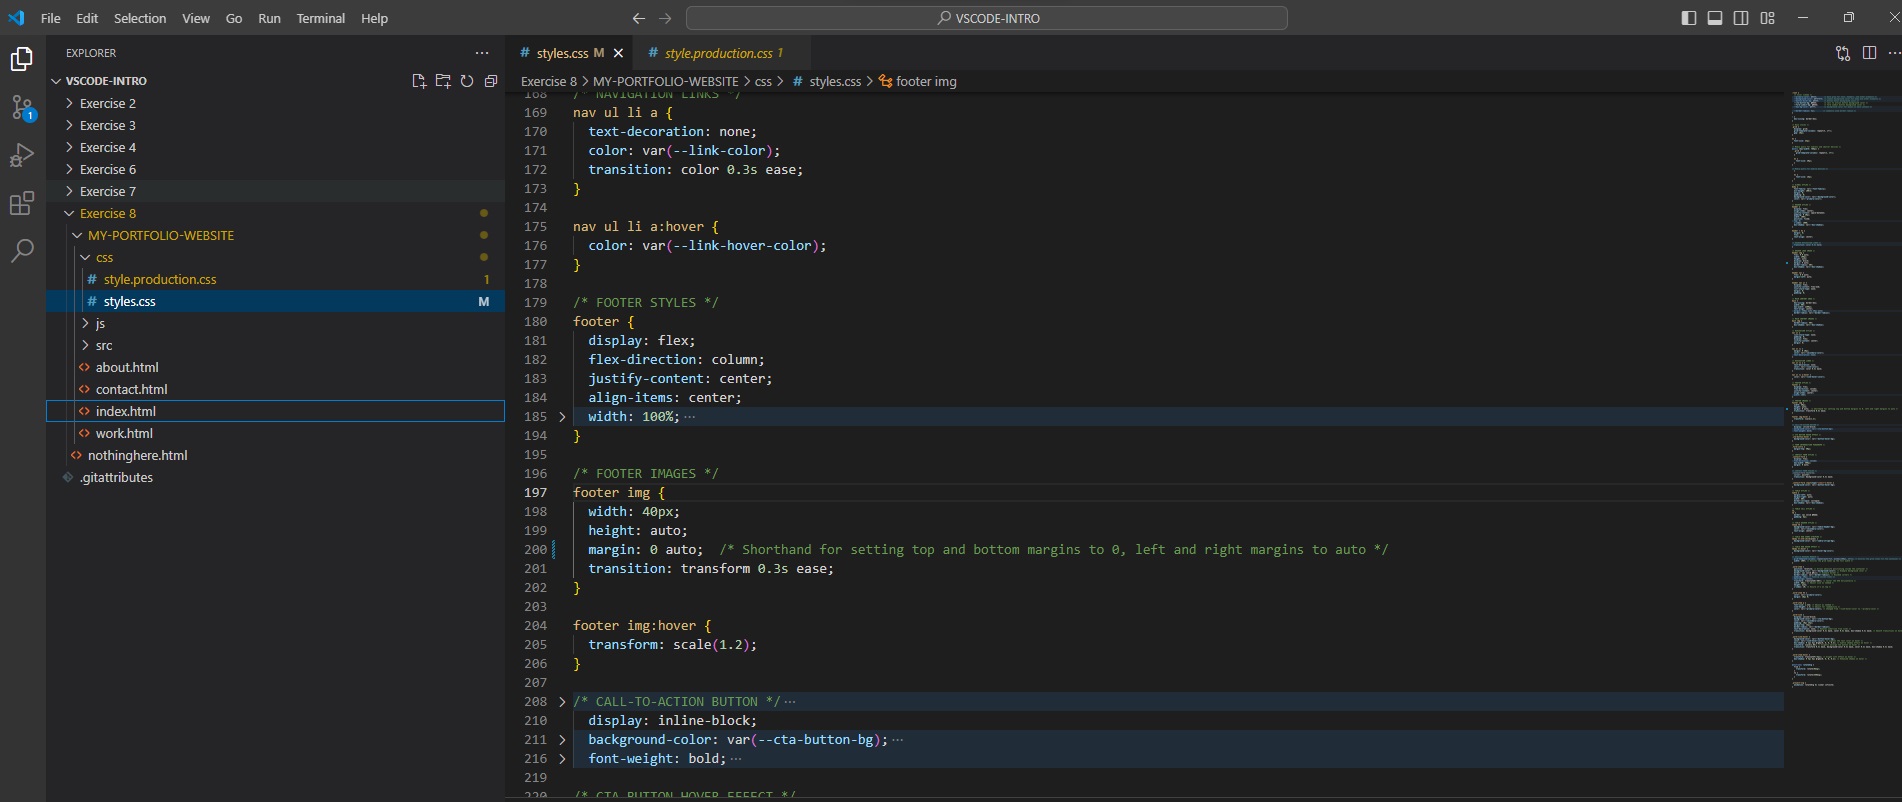 File Edit Selection View Go Run Terminal Help
VSCODE-INTRO
EXPLORER
VSCODE-INTRO
Exercise 2
Exercise 3
Exercise 4
Exercise 6
Exercise 7
Exercise 8
MY-PORTFOLIO-WEBSITE
css
# style.production.css 1
# styles.css M
js
src
<> about.html
<> contact.html
<> index.html
<> work.html
<> nothinghere.html
.gitattributes
1
# styles.css M
# style.production.css 1
Exercise 8 > MY-PORTFOLIO-WEBSITE > css > # styles.css > footer img
168 /* NAVIGATION LINKS */
169 nav ul li a {
170 text-decoration: none;
171 color: var(--link-color);
172 transition: color 0.3s ease;
173 }
174
175 nav ul li a:hover {
176 color: var(--link-hover-color);
177 }
178
179 /* FOOTER STYLES */
180 footer {
181 display: flex;
182 flex-direction: column;
183 justify-content: center;
184 align-items: center;
185 > width: 100%; ···
194 }
195
196 /* FOOTER IMAGES */
197 footer img {
198 width: 40px;
199 height: auto;
200 margin: 0 auto; /* Shorthand for setting top and bottom margins to 0, left and right margins to auto */
201 transition: transform 0.3s ease;
202 }
203
204 footer img:hover {
205 transform: scale(1.2);
206 }
207
208 > /* CALL-TO-ACTION BUTTON */ ···
210 display: inline-block;
211 > background-color: var(--cta-button-bg); ···
216 > font-weight: bold; ···
219
220 /* CTA BUTTON HOVER EFFECT */